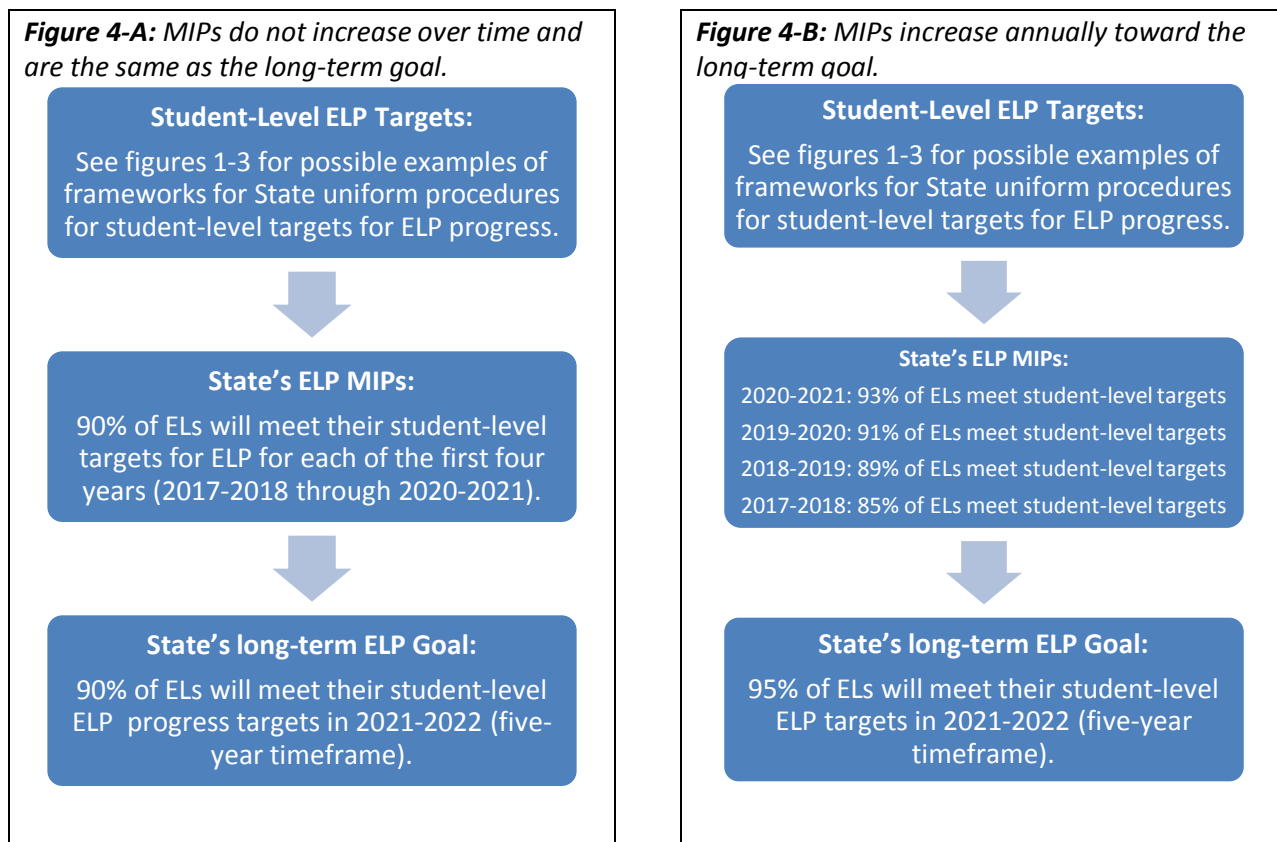 Figure 4-A: MIPs do not increase over time and
are the same as the long-term goal.
Student-Level ELP Targets:
See figures 1-3 for possible examples of
frameworks for State uniform procedures
for student-level targets for ELP progress.
State's ELP MIPs:
90% of ELs will meet their student-level
targets for ELP for each of the first four
years (2017-2018 through 2020-2021).
State's long-term ELP Goal:
90% of ELs will meet their student-level
ELP progress targets in 2021-2022 (five-
year timeframe).
Figure 4-B: MIPs increase annually toward the
long-term goal.
Student-Level ELP Targets:
See figures 1-3 for possible examples of
frameworks for State uniform procedures
for student-level targets for ELP progress.
State's ELP MIPs:
2020-2021: 93% of ELs meet student-level targets
2019-2020: 91% of ELs meet student-level targets
2018-2019: 89% of ELs meet student-level targets
2017-2018: 85% of ELs meet student-level targets
State's long-term ELP Goal:
95% of ELs will meet their student-level
ELP targets in 2021-2022 (five-year
timeframe).